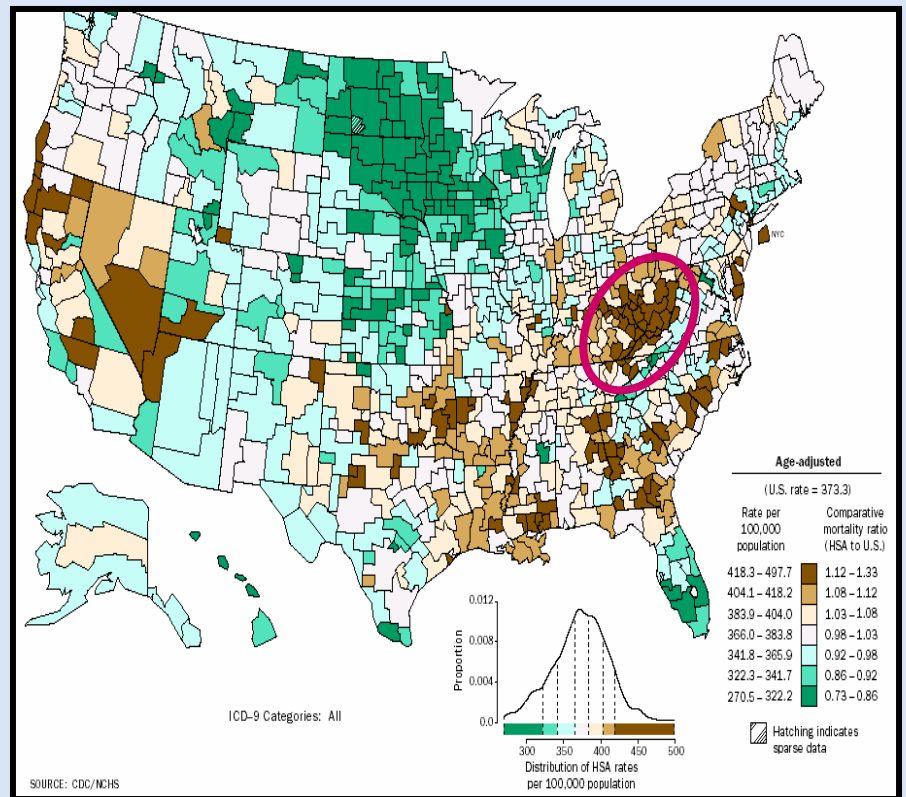 NYC
Age-adjusted
(U.S. rate = 373.3)
Rate per
100,000
population
Comparative
mortality ratio
(HSA to U.S.)
418.3 – 497.7 1.12 – 1.33
404.1 – 418.2 1.08 – 1.12
383.9 – 404.0 1.03 – 1.08
366.0 – 383.8 0.98 – 1.03
341.8 – 365.9 0.92 – 0.98
322.3 – 341.7 0.86 – 0.92
270.5 – 322.2 0.73 – 0.86
Hatching indicates
sparse data
0.012
0.008
0.004
0.0
Proportion
300 350 400 450 500
Distribution of HSA rates
per 100,000 population
ICD–9 Categories: All
SOURCE: CDC/NCHS